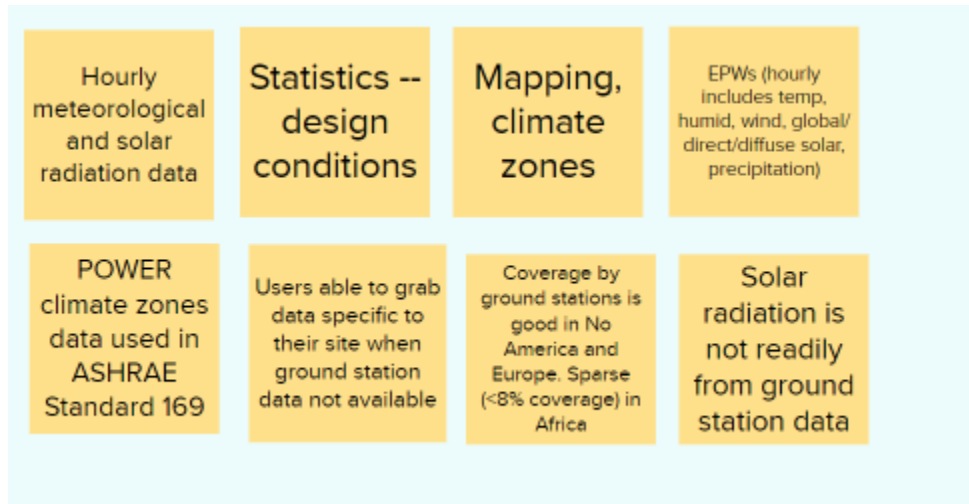 Hourly
meteorological
and solar
radiation data
Statistics --
design
conditions
Mapping,
climate
zones
EPWs (hourly
includes temp,
humid, wind, global/
direct/diffuse solar,
precipitation)
POWER
climate zones
data used in
ASHRAE
Standard 169
Users able to grab
data specific to
their site when
ground station
data not available
Coverage by
ground stations is
good in No
America and
Europe. Sparse
(<8% coverage) in
Africa
Solar
radiation is
not readily
from ground
station data